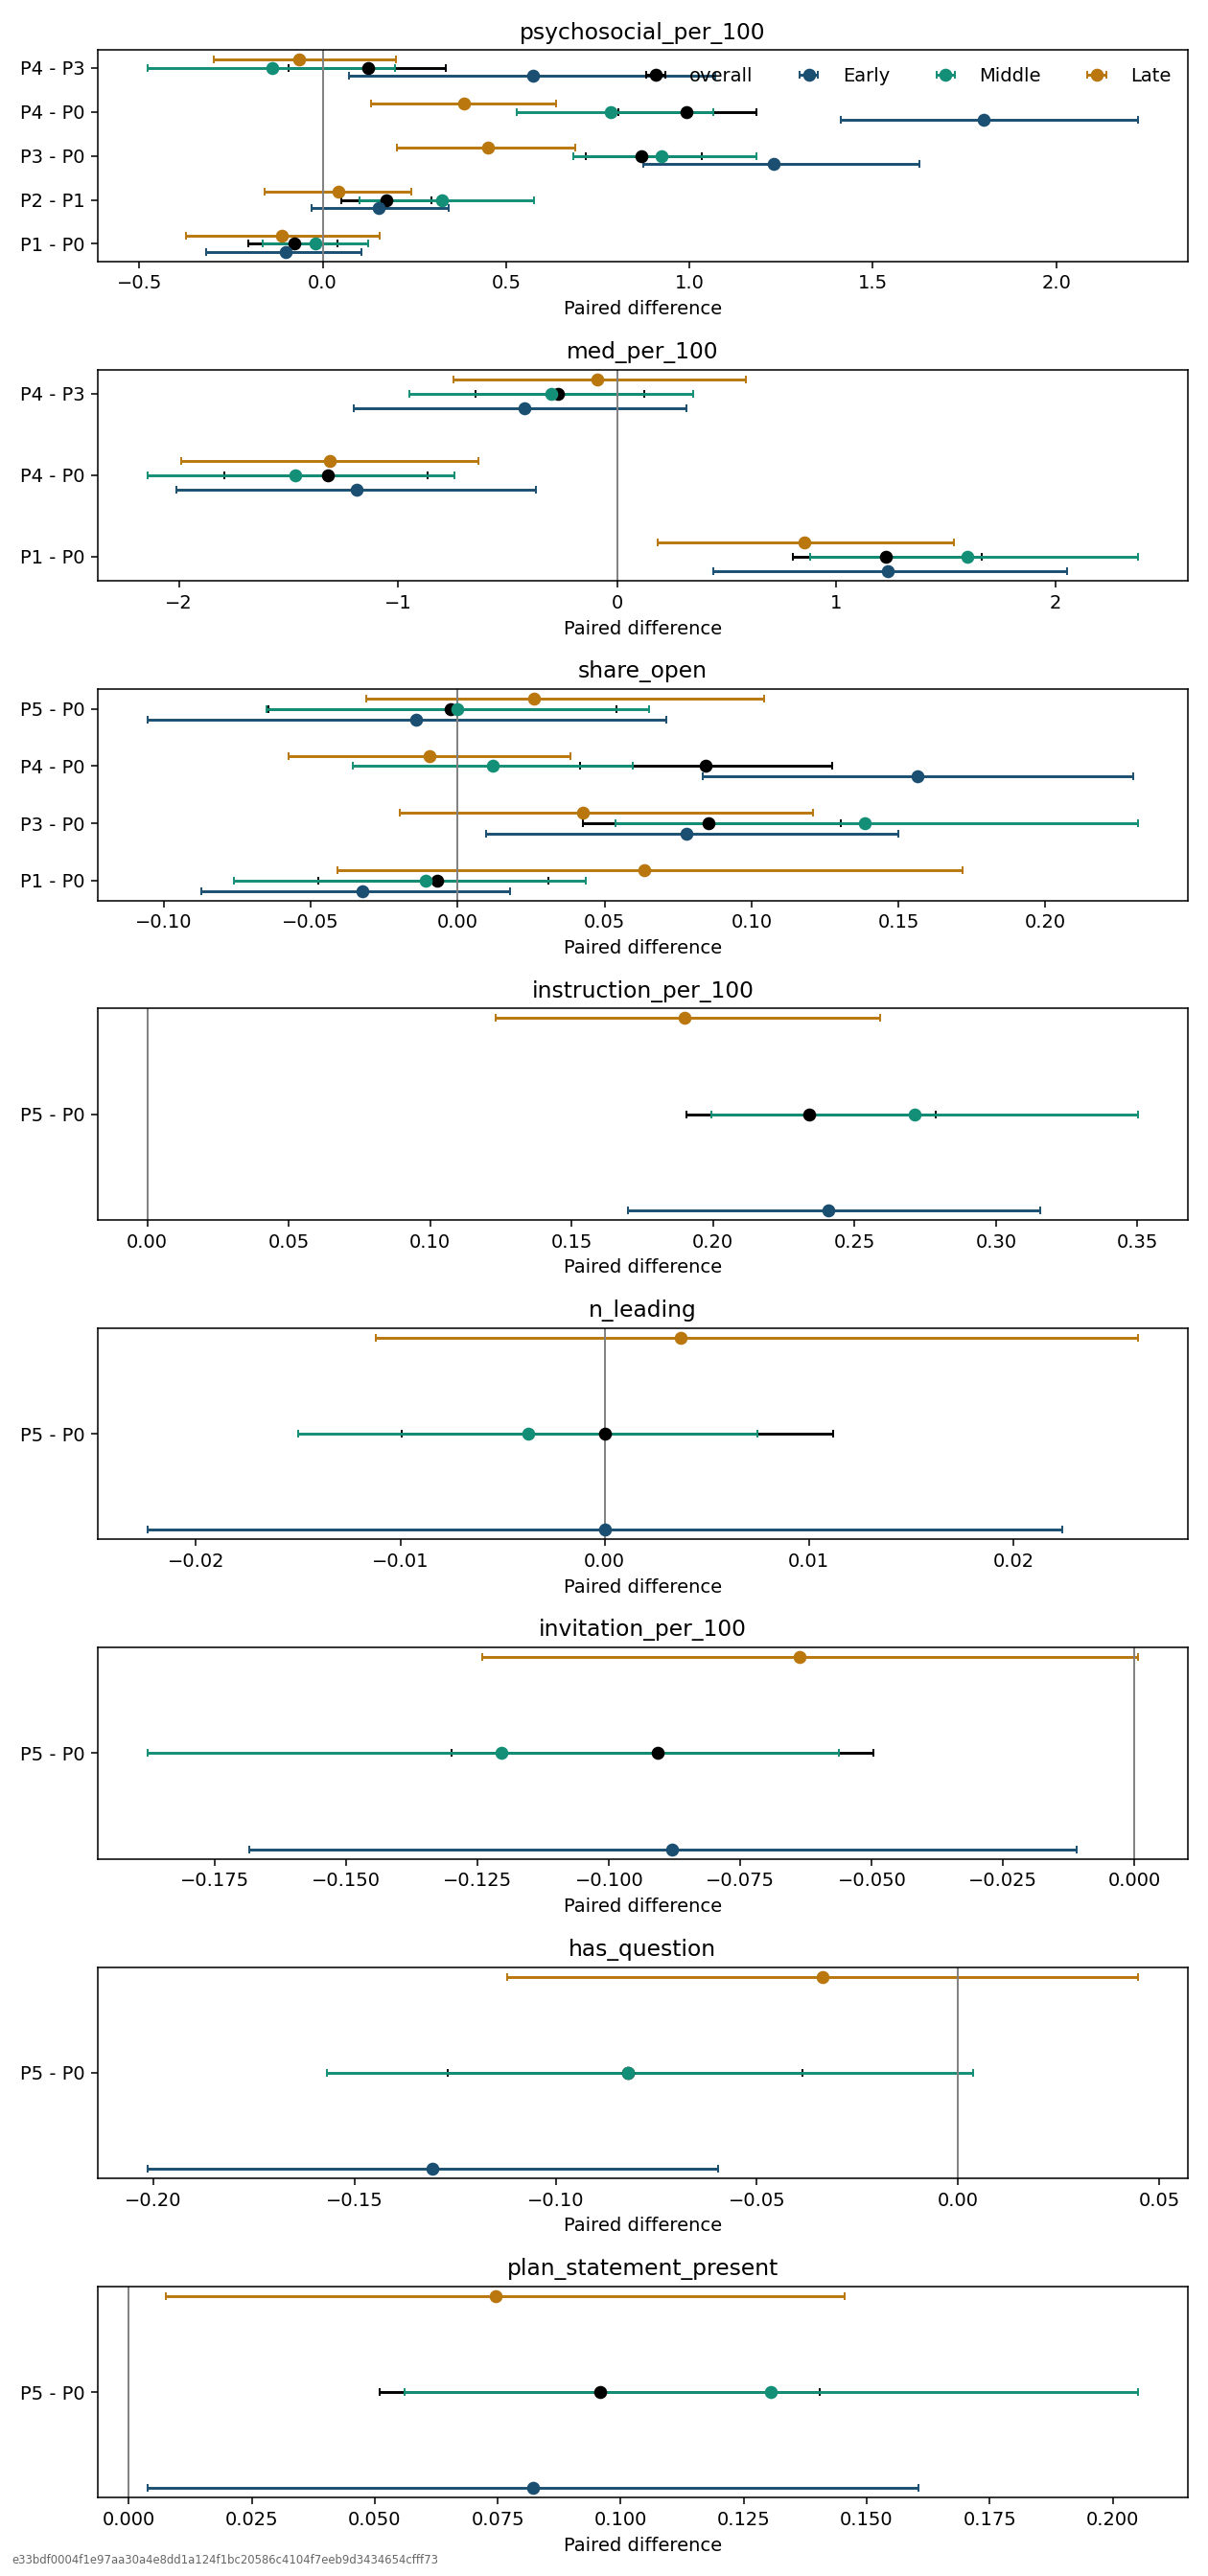 psychosocial_per_100
P4 - P3
overall Early Middle Late
P4 - P0
P3 - P0
P2 - P1
P1 - P0
−0.5 0.0 0.5 1.0 1.5 2.0
Paired difference
med_per_100
P4 - P3
P4 - P0
P1 - P0
−2 −1 0 1 2
Paired difference
share_open
P5 - P0
P4 - P0
P3 - P0
P1 - P0
−0.10 −0.05 0.00 0.05 0.10 0.15 0.20
Paired difference
instruction_per_100
P5 - P0
0.00 0.05 0.10 0.15 0.20 0.25 0.30 0.35
Paired difference
n_leading
P5 - P0
−0.02 −0.01 0.00 0.01 0.02
Paired difference
invitation_per_100
P5 - P0
−0.175 −0.150 −0.125 −0.100 −0.075 −0.050 −0.025 0.000
Paired difference
has_question
P5 - P0
−0.20 −0.15 −0.10 −0.05 0.00 0.05
Paired difference
plan_statement_present
P5 - P0
0.000 0.025 0.050 0.075 0.100 0.125 0.150 0.175 0.200
Paired difference
e33bdf0004f1e97aa30a4e8dd1a124f1bc20586c4104f7eeb9d3434654cfff73